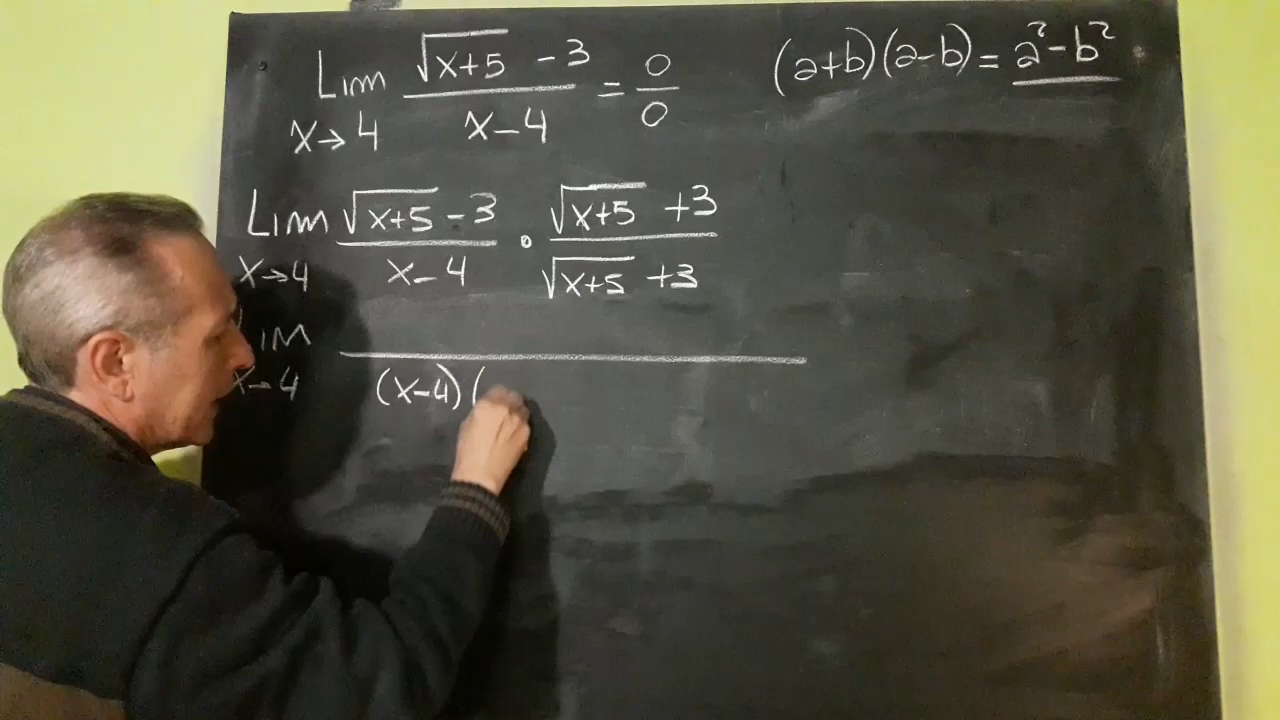 Lim x→4 (√(x+5) - 3)/(x-4) = 0/0
(a+b)(a-b) = a²-b²
Lim x→4 (√(x+5) - 3)/(x-4) · (√(x+5) + 3)/(√(x+5) + 3)
Lim x→4 /(x-4)(